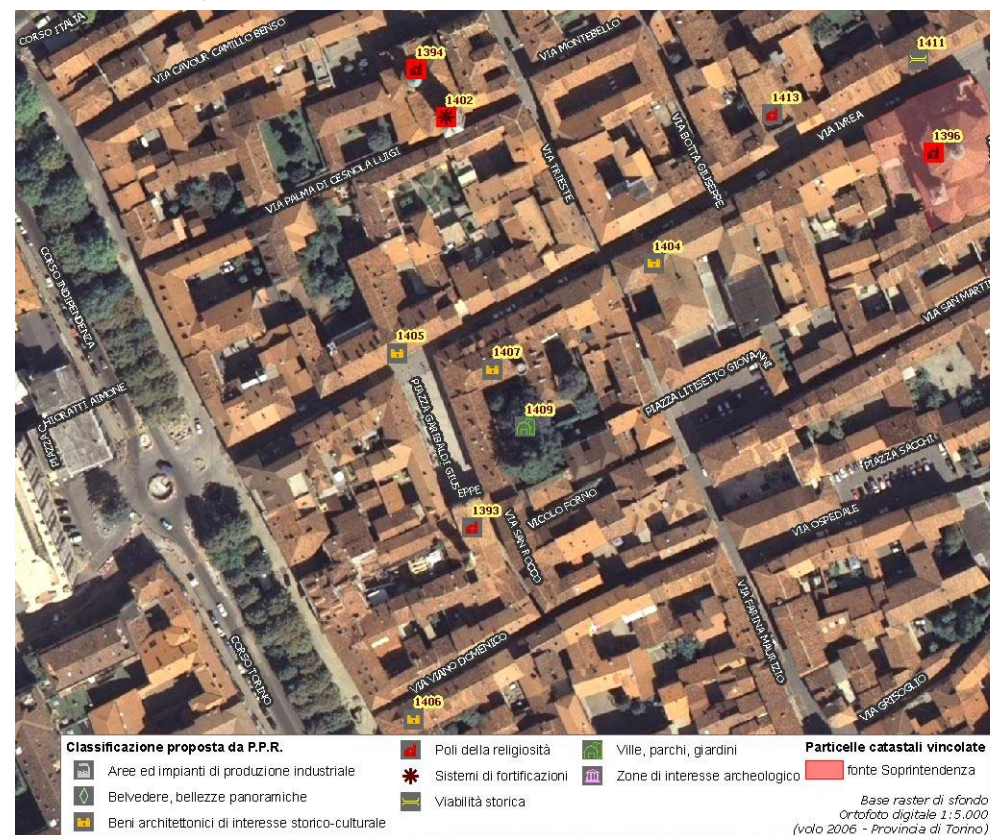 CORSO ITALIA
VIA CAVOUR CAMILLO BENSO
VIA MONTEBELLO
1394
1411
1402
1413
VIA IVREA
1396
VIA BOTTA GIUSEPPE
VIA PALMA DI CESNOLA LUIGI
VIA TRIESTE
1404
CORSO INDIPENDENZA
VIA SAN MARTIN
1405
1407
PIAZZA LITISETTO GIOVANNI
PIAZZA GARIBALDI GIUSEPPE
1409
PIAZZA CHIORATTI AIMONE
PIAZZA SACCHI
1393
VICOLO FORNO
VIA OSPEDALE
VIA SAN ROCCO
VIA FARINA MAURIZIO
CORSO TORINO
VIA VIANO DOMENICO
VIA GRISOGLIO
1406
Classificazione proposta da P.P.R.
Aree ed impianti di produzione industriale
Belvedere, bellezze panoramiche
Beni architettonici di interesse storico-culturale
Poli della religiosità
Sistemi di fortificazioni
Viabilità storica
Ville, parchi, giardini
Zone di interesse archeologico
Particelle catastali vincolate
fonte Soprintendenza
Base raster di sfondo
Ortofoto digitale 1:5.000
(volo 2006 - Provincia di Torino)